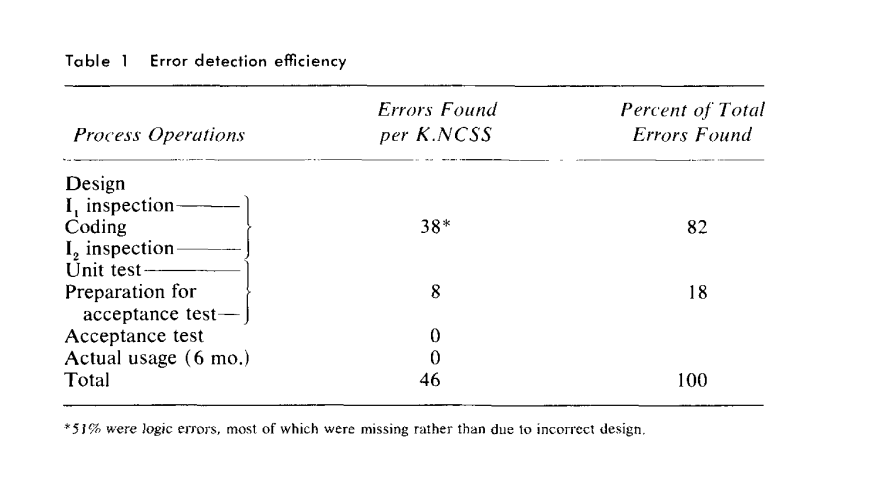 Table 1 Error detection efficiency
Errors Found Percent of Total
Process Operations per K.NCSS Errors Found
Design
I₁ inspection
Coding 38* 82
I₂ inspection
Unit test
Preparation for 8 18
acceptance test
Acceptance test 0
Actual usage (6 mo.) 0
Total 46 100
*51% were logic errors, most of which were missing rather than due to incorrect design.